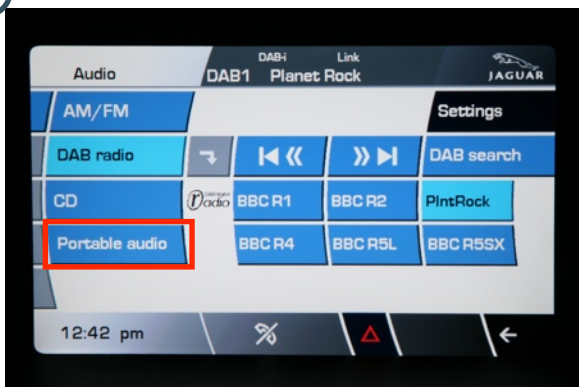 DAB-i Link
Audio DAB1 Planet Rock JAGUAR
AM/FM Settings
DAB radio DAB search
CD radio BBC R1 BBC R2 PlntRock
Portable audio BBC R4 BBC R5L BBC R5SX
12:42 pm